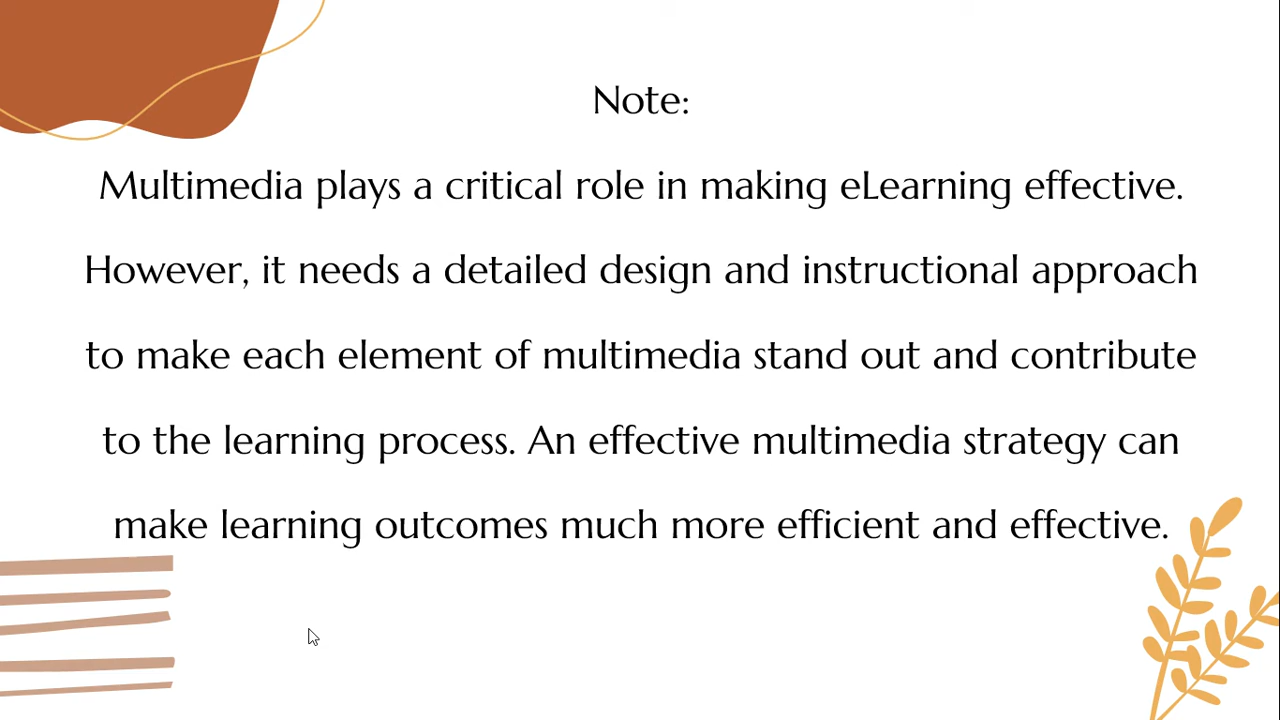 Note:
Multimedia plays a critical role in making eLearning effective.
However, it needs a detailed design and instructional approach
to make each element of multimedia stand out and contribute
to the learning process. An effective multimedia strategy can
make learning outcomes much more efficient and effective.